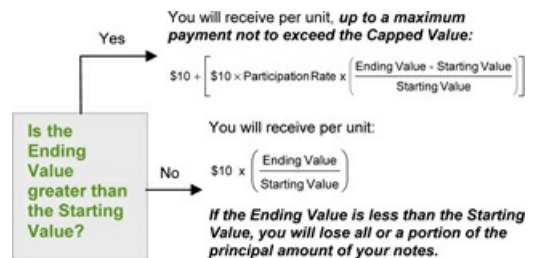 You will receive per unit, up to a maximum
payment not to exceed the Capped Value:
Yes
$10 + [ $10 × Participation Rate x ( Ending Value - Starting Value / Starting Value ) ]
Is the
Ending
Value
greater than
the Starting
Value?
No
You will receive per unit:
$10 x ( Ending Value / Starting Value )
If the Ending Value is less than the Starting
Value, you will lose all or a portion of the
principal amount of your notes.